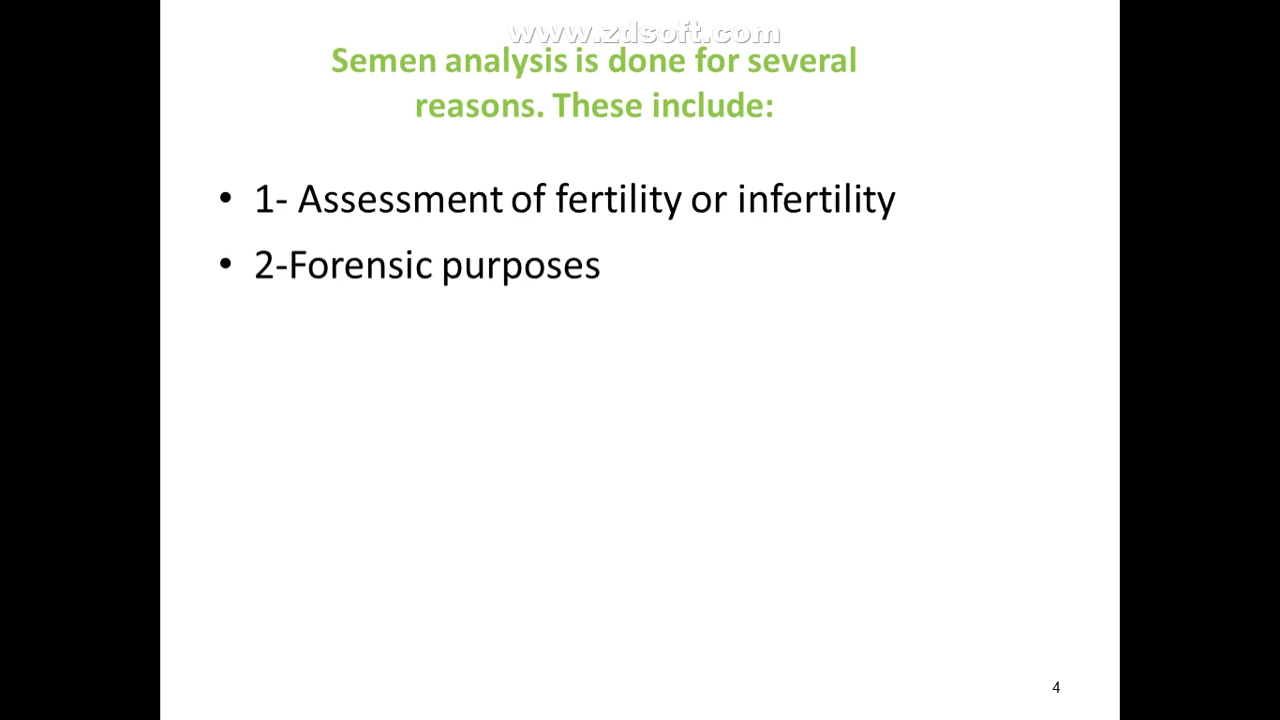 www.zdsoft.com
Semen analysis is done for several
reasons. These include:
• 1- Assessment of fertility or infertility
• 2-Forensic purposes
4